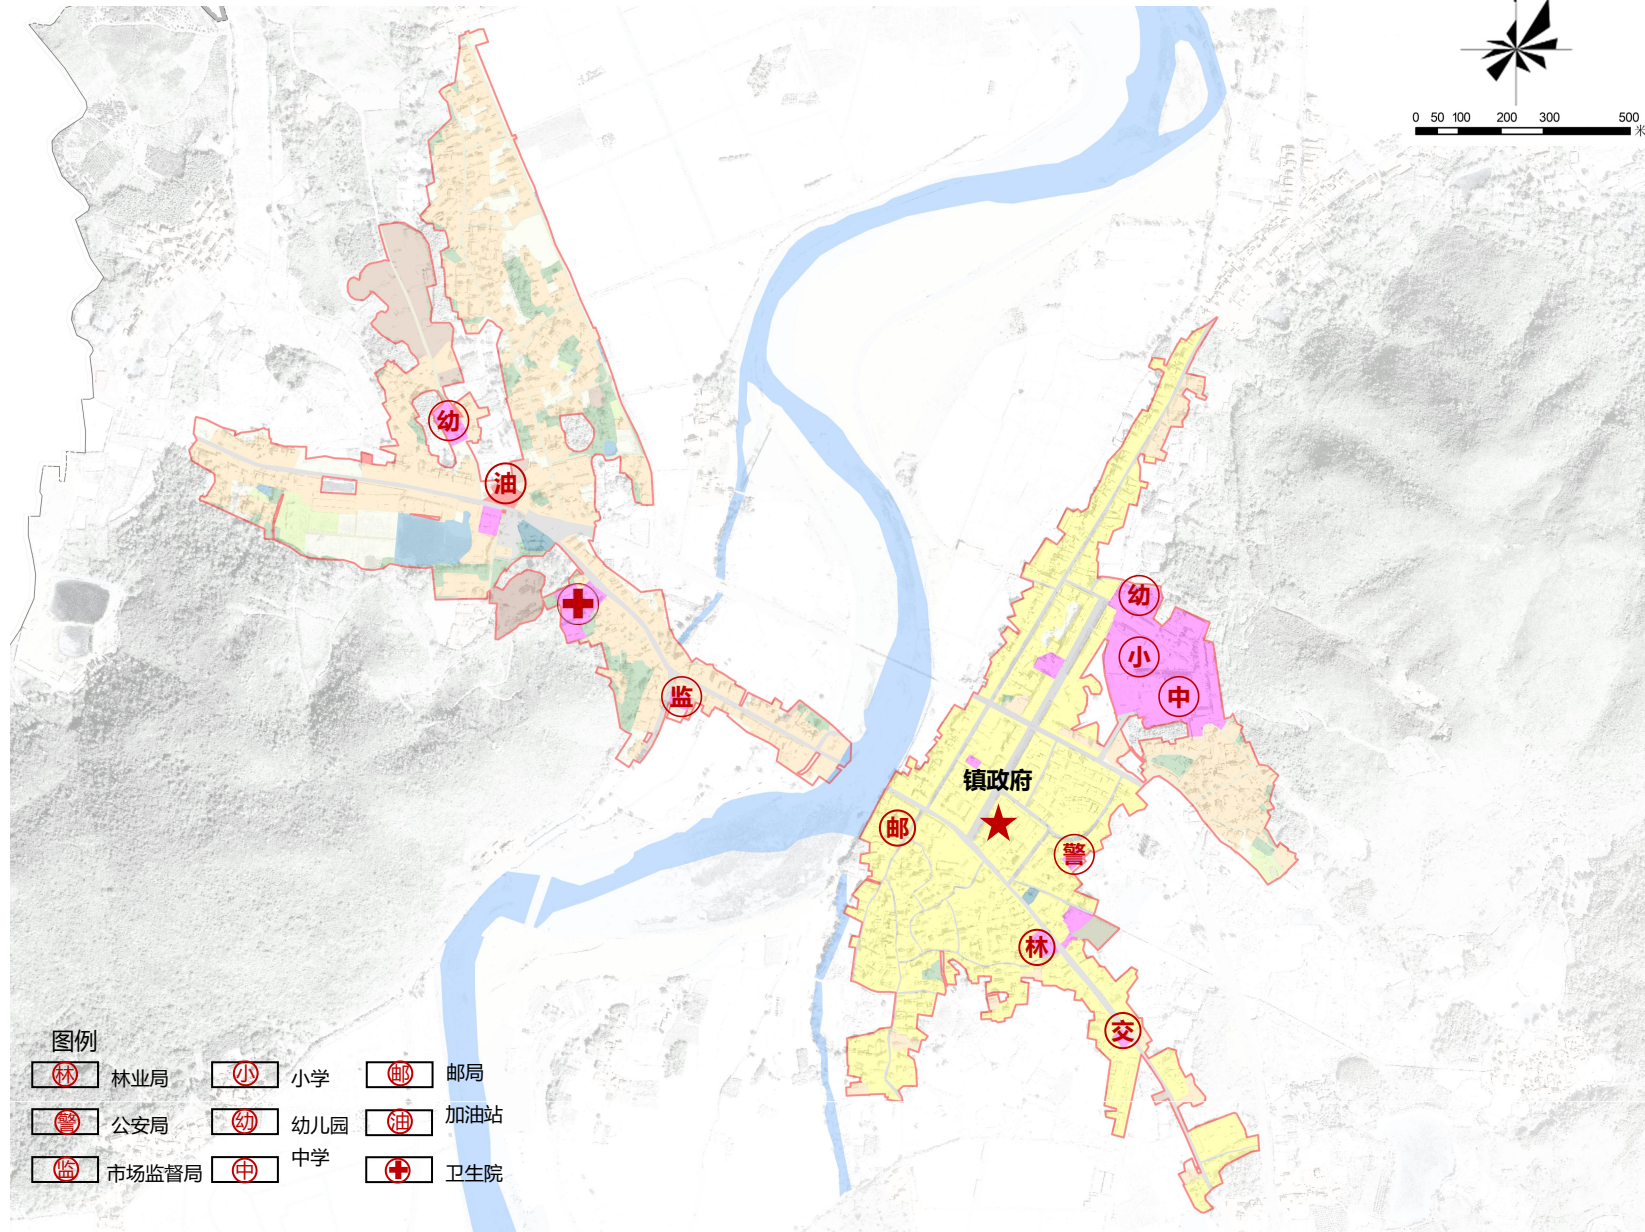 0 50 100 200 300 500
米
幼
油
幼
小
监
中
镇政府
邮
警
林
交
图例
林 林业局
小 小学
邮 邮局
警 公安局
幼 幼儿园
油 加油站
监 市场监督局
中 中学
卫生院